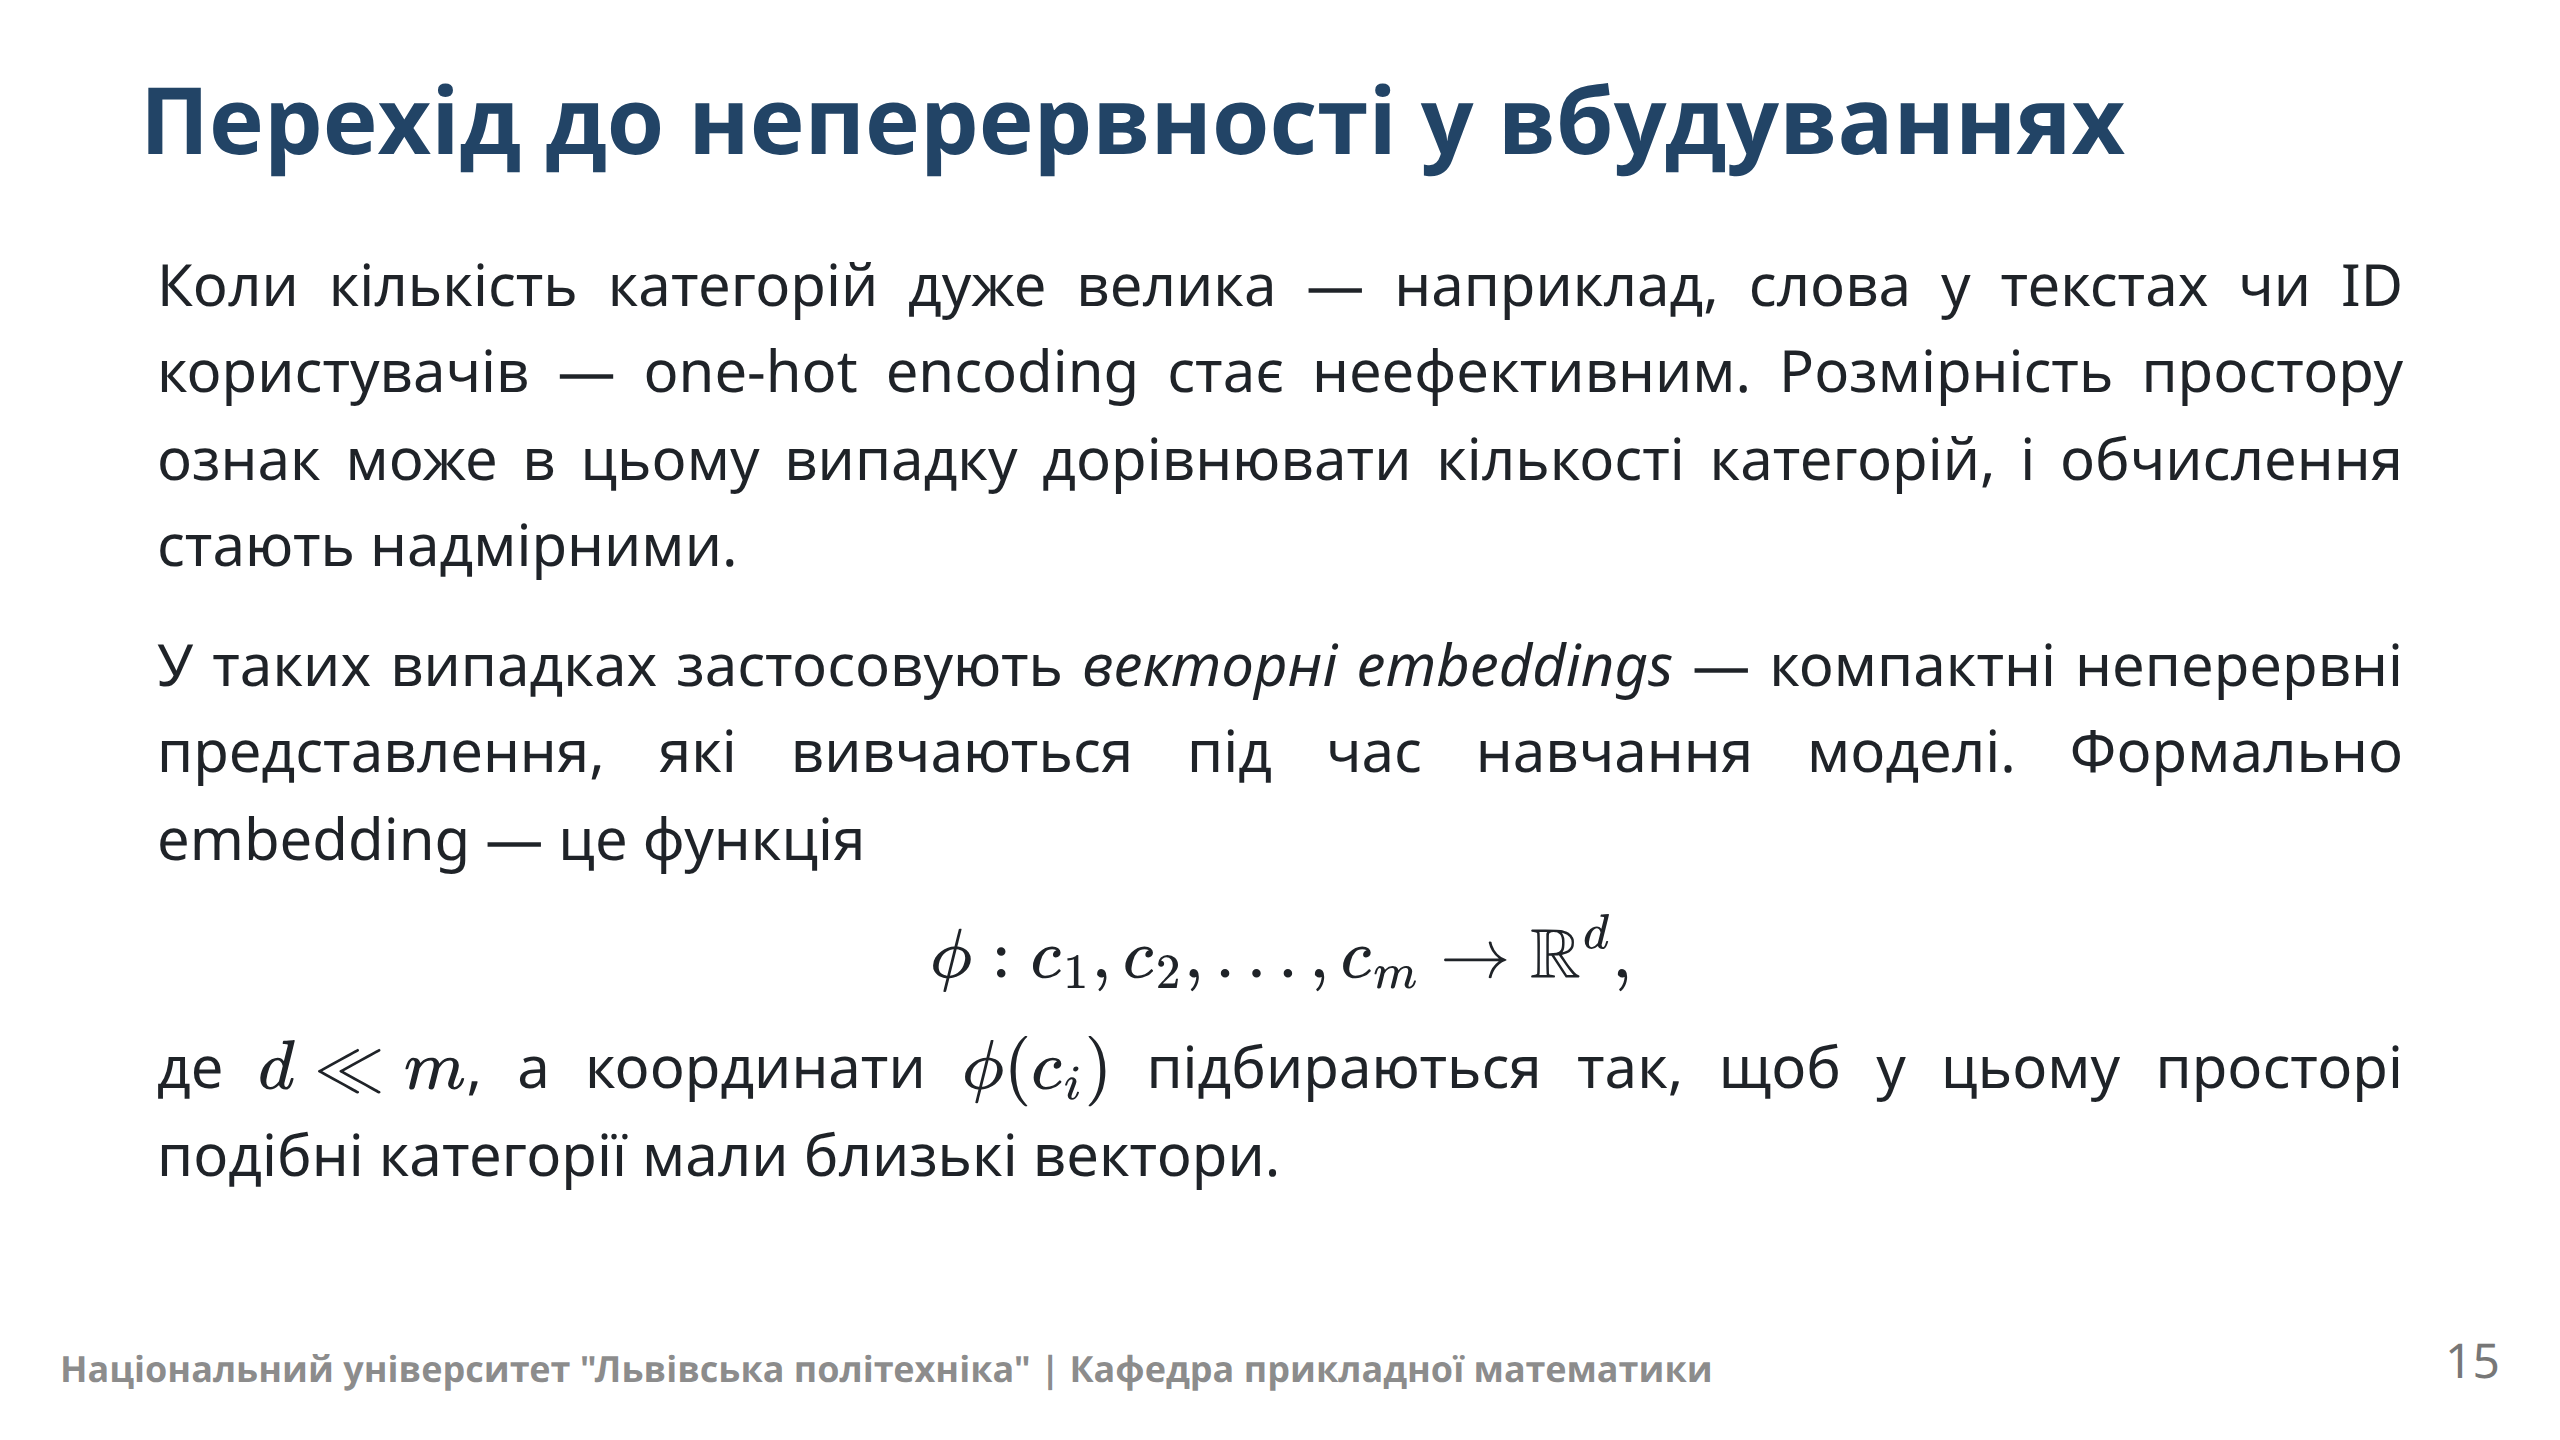 Перехід до неперервності у вбудуваннях
Коли кількість категорій дуже велика — наприклад, слова у текстах чи ID
користувачів — one-hot encoding стає неефективним. Розмірність простору
ознак може в цьому випадку дорівнювати кількості категорій, і обчислення
стають надмірними.
У таких випадках застосовують векторні embeddings — компактні неперервні
представлення, які вивчаються під час навчання моделі. Формально
embedding — це функція
ϕ : c₁, c₂, . . . , cₘ → ℝᵈ,
де d ≪ m, а координати ϕ(cᵢ) підбираються так, щоб у цьому просторі
подібні категорії мали близькі вектори.
Національний університет "Львівська політехніка" | Кафедра прикладної математики
15